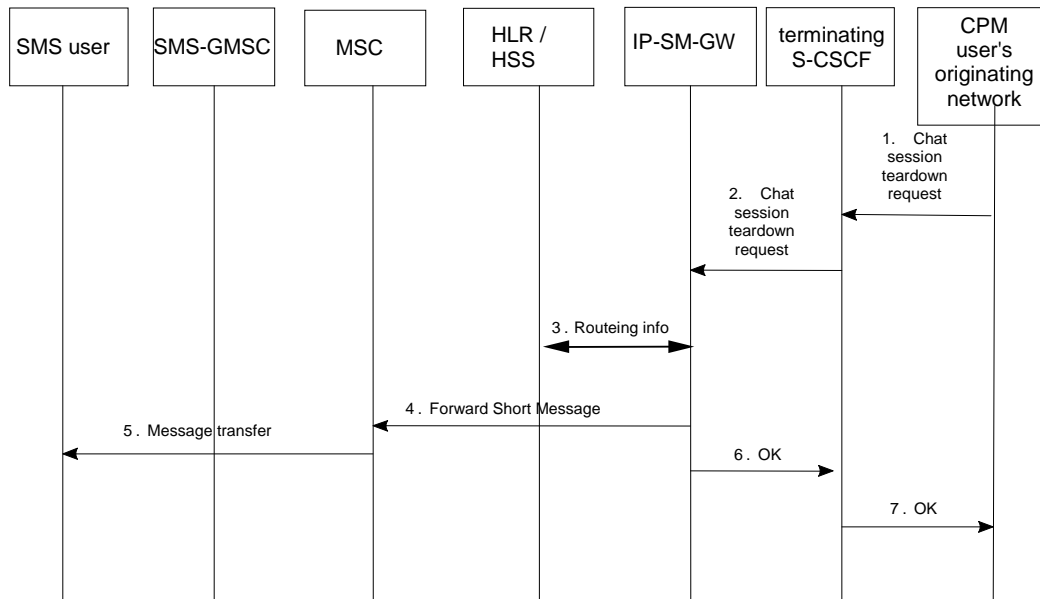 SMS user
SMS-GMSC
MSC
HLR /
HSS
IP-SM-GW
terminating
S-CSCF
CPM
user's
originating
network
1. Chat
session
teardown
request
2. Chat
session
teardown
request
3. Routeing info
4. Forward Short Message
5. Message transfer
6. OK
7. OK